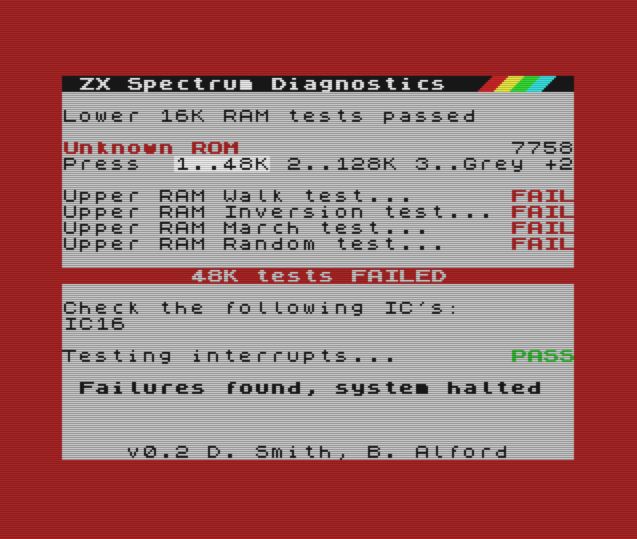 ZX Spectrum Diagnostics
Lower 16K RAM tests passed
Unknown ROM 7758
Press 1..48K 2..128K 3..Grey +2
Upper RAM Walk test... FAIL
Upper RAM Inversion test... FAIL
Upper RAM March test... FAIL
Upper RAM Random test... FAIL
48K tests FAILED
Check the following IC's:
IC16
Testing interrupts... PASS
Failures found, system halted
v0.2 D. Smith, B. Alford